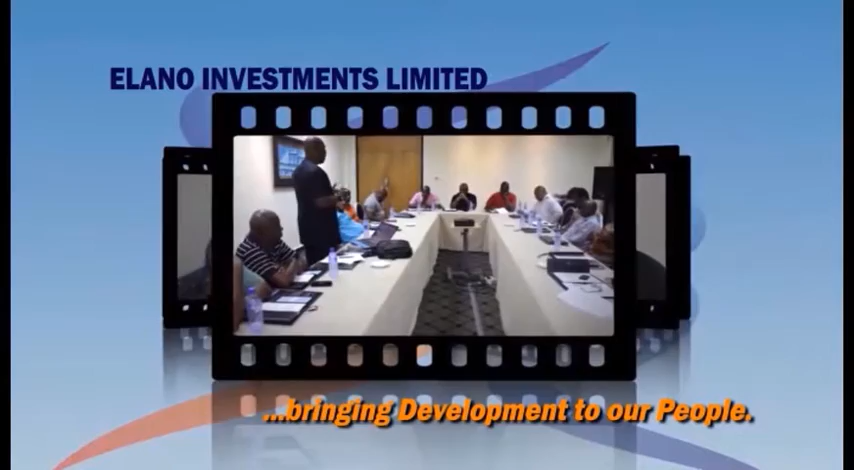 ELANO INVESTMENTS LIMITED
...bringing Development to our People.